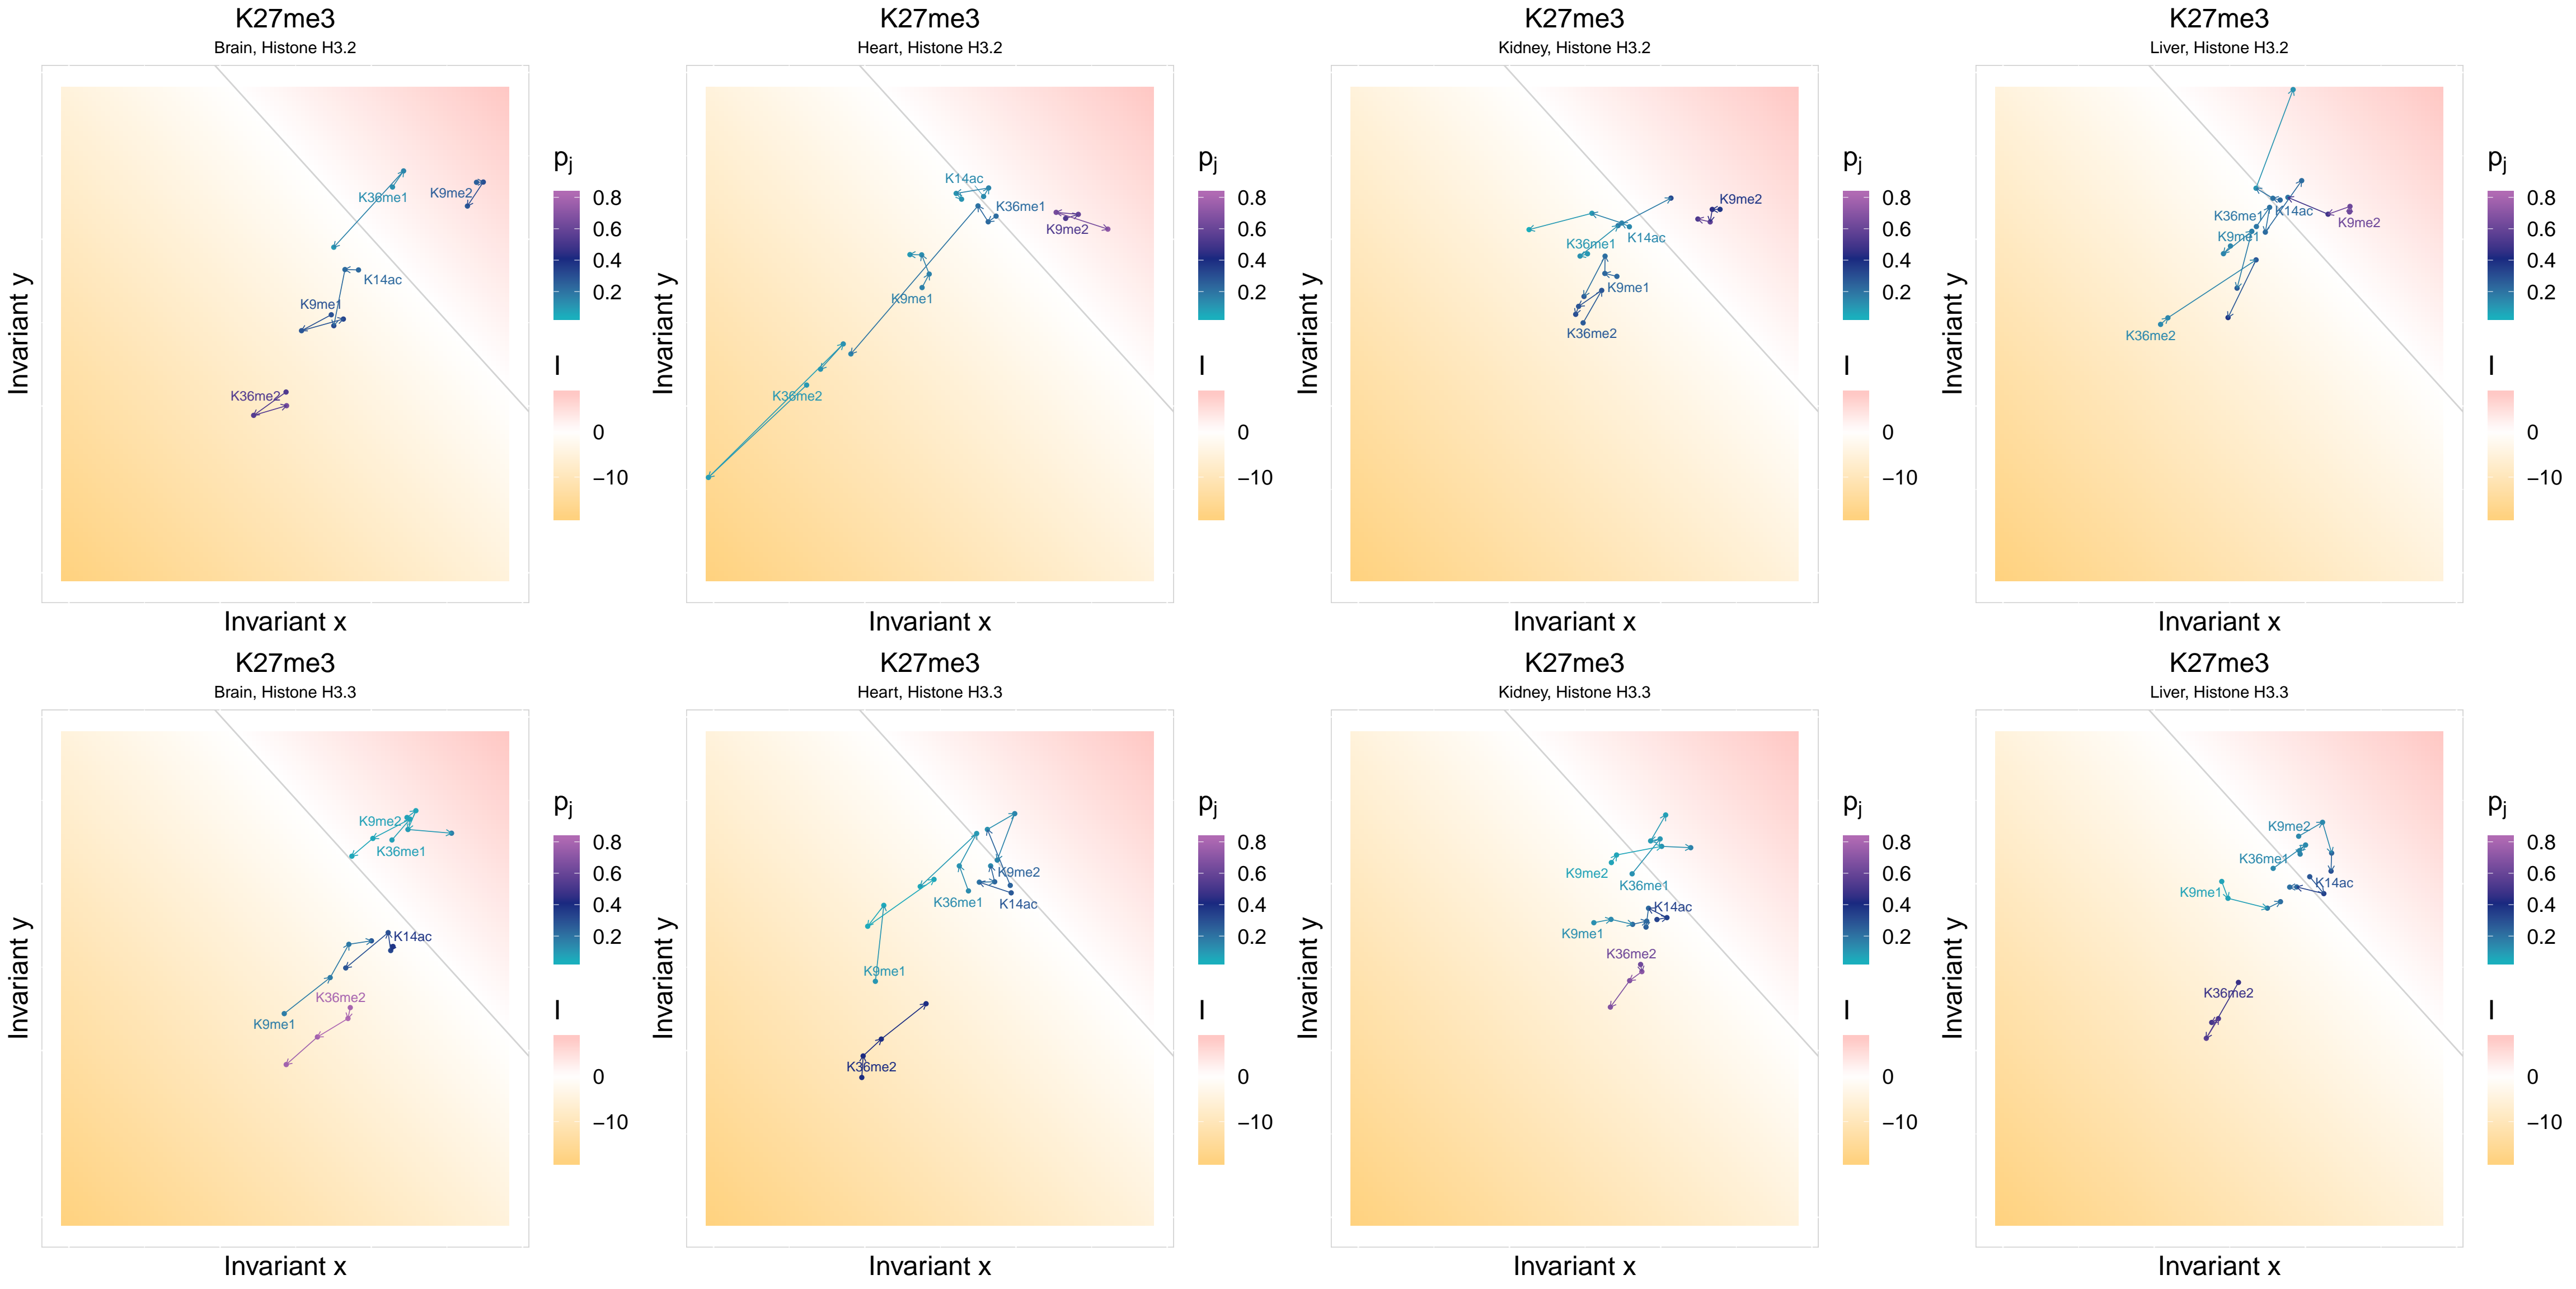 K27me3
Brain, Histone H3.2
Invariant y
K36me1
K9me2
K14ac
K9me1
K36me2
Invariant x
pj
0.8
0.6
0.4
0.2
I
0
−10
K27me3
Heart, Histone H3.2
Invariant y
K14ac
K36me1
K9me2
K9me1
K36me2
Invariant x
pj
0.8
0.6
0.4
0.2
I
0
−10
K27me3
Kidney, Histone H3.2
Invariant y
K9me2
K14ac
K36me1
K9me1
K36me2
Invariant x
pj
0.8
0.6
0.4
0.2
I
0
−10
K27me3
Liver, Histone H3.2
Invariant y
K36me1
K14ac
K9me2
K9me1
K36me2
Invariant x
pj
0.8
0.6
0.4
0.2
I
0
−10
K27me3
Brain, Histone H3.3
Invariant y
K9me2
K36me1
K14ac
K36me2
K9me1
Invariant x
pj
0.8
0.6
0.4
0.2
I
0
−10
K27me3
Heart, Histone H3.3
Invariant y
K9me2
K36me1
K14ac
K9me1
K36me2
Invariant x
pj
0.8
0.6
0.4
0.2
I
0
−10
K27me3
Kidney, Histone H3.3
Invariant y
K9me2
K36me1
K14ac
K9me1
K36me2
Invariant x
pj
0.8
0.6
0.4
0.2
I
0
−10
K27me3
Liver, Histone H3.3
Invariant y
K9me2
K36me1
K14ac
K9me1
K36me2
Invariant x
pj
0.8
0.6
0.4
0.2
I
0
−10